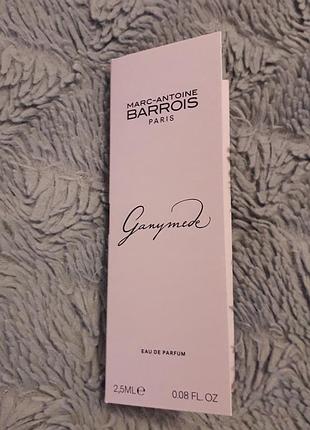 MARC-ANTOINE
BARROIS
PARIS
Ganymede
EAU DE PARFUM
2,5ML℮ 0.08 FL. OZ